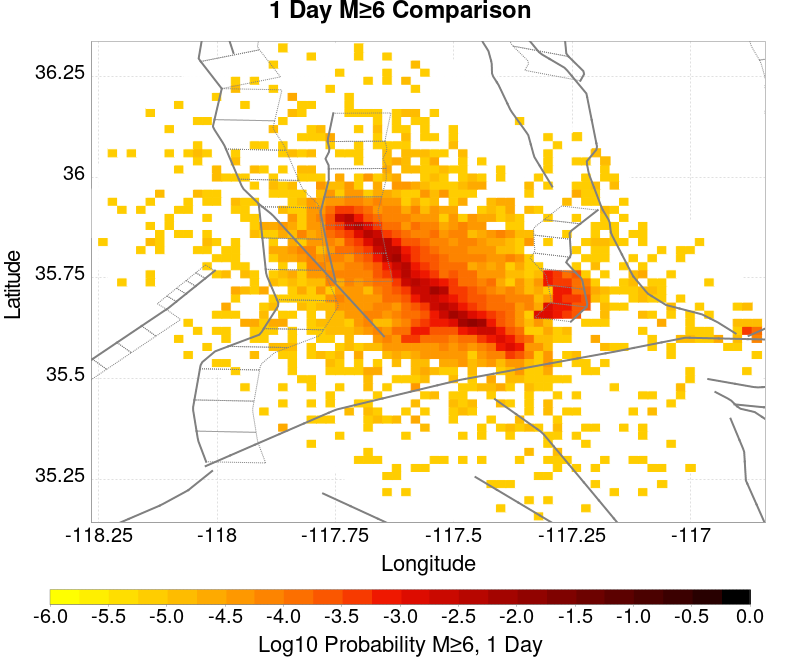 1 Day M≥6 Comparison
36.25
36
35.75
35.5
35.25
Latitude
-118.25 -118 -117.75 -117.5 -117.25 -117
Longitude
-6.0 -5.5 -5.0 -4.5 -4.0 -3.5 -3.0 -2.5 -2.0 -1.5 -1.0 -0.5 0.0
Log10 Probability M≥6, 1 Day